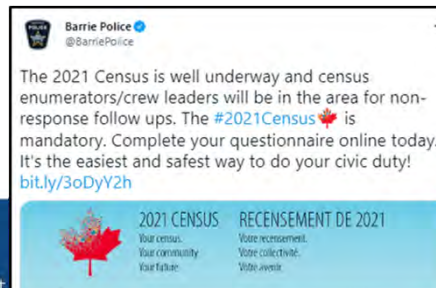 Barrie Police
@BarriePolice
The 2021 Census is well underway and census
enumerators/crew leaders will be in the area for non-
response follow ups. The #2021Census is
mandatory. Complete your questionnaire online today.
It's the easiest and safest way to do your civic duty!
bit.ly/3oDyY2h
2021 CENSUS
Your census.
Your community.
Your future.
RECENSEMENT DE 2021
Votre recensement.
Votre collectivité.
Votre avenir.